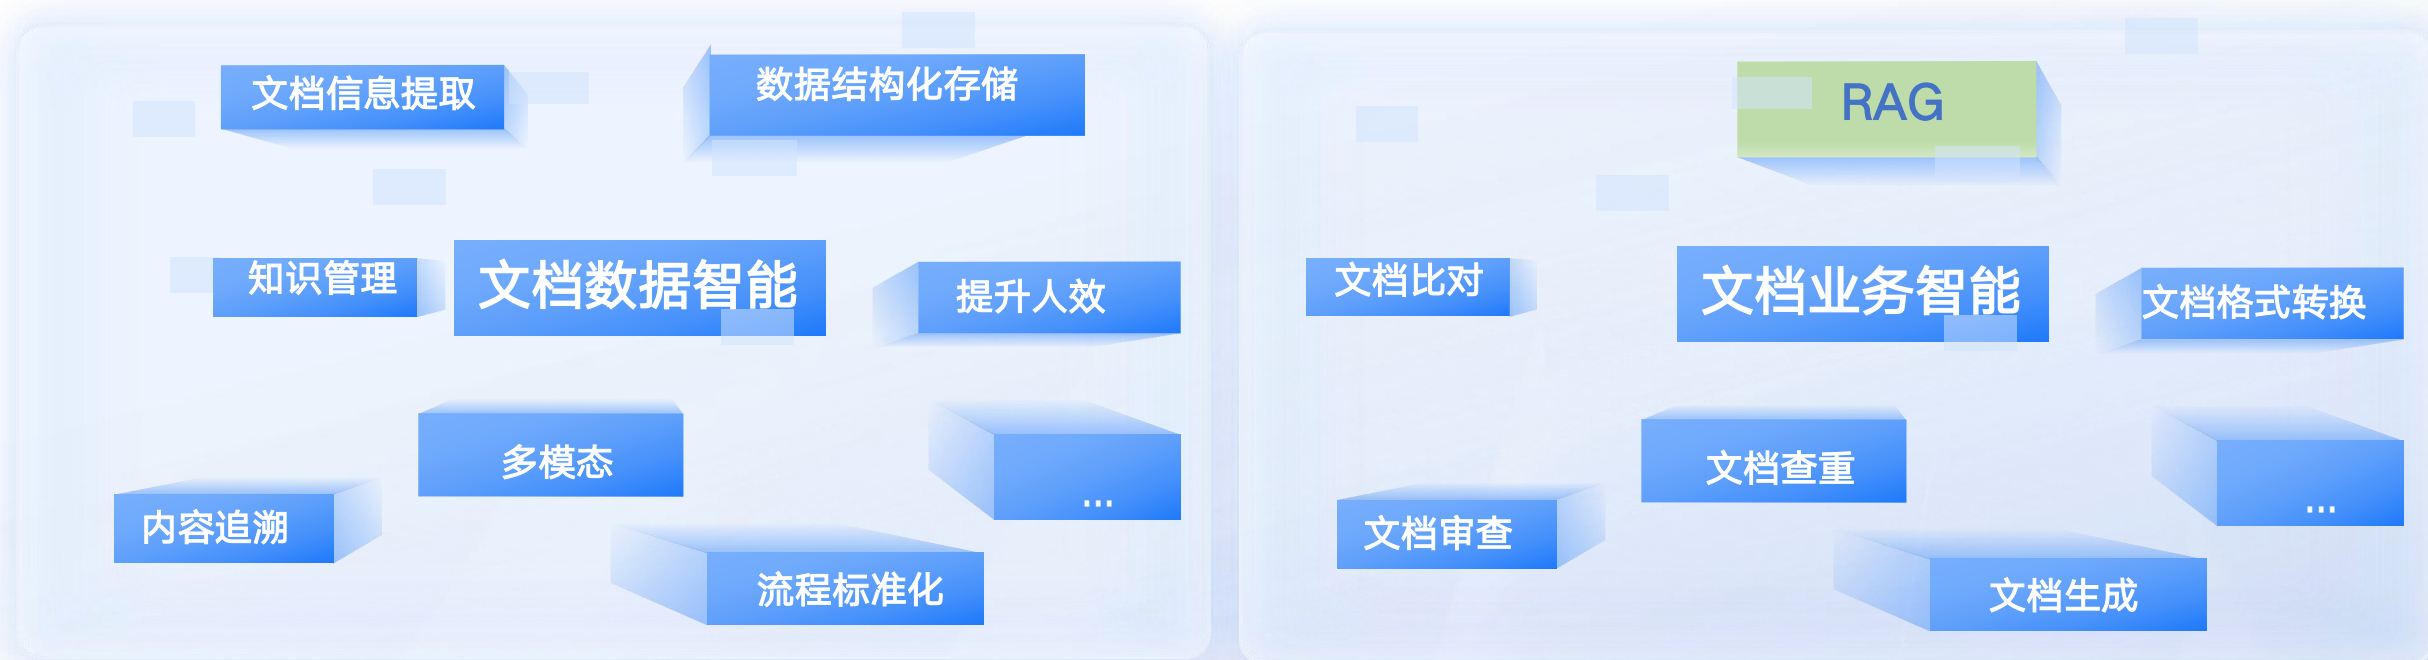 文档信息提取
数据结构化存储
知识管理
文档数据智能
提升人效
多模态
...
内容追溯
流程标准化
RAG
文档比对
文档业务智能
文档格式转换
文档查重
...
文档审查
文档生成